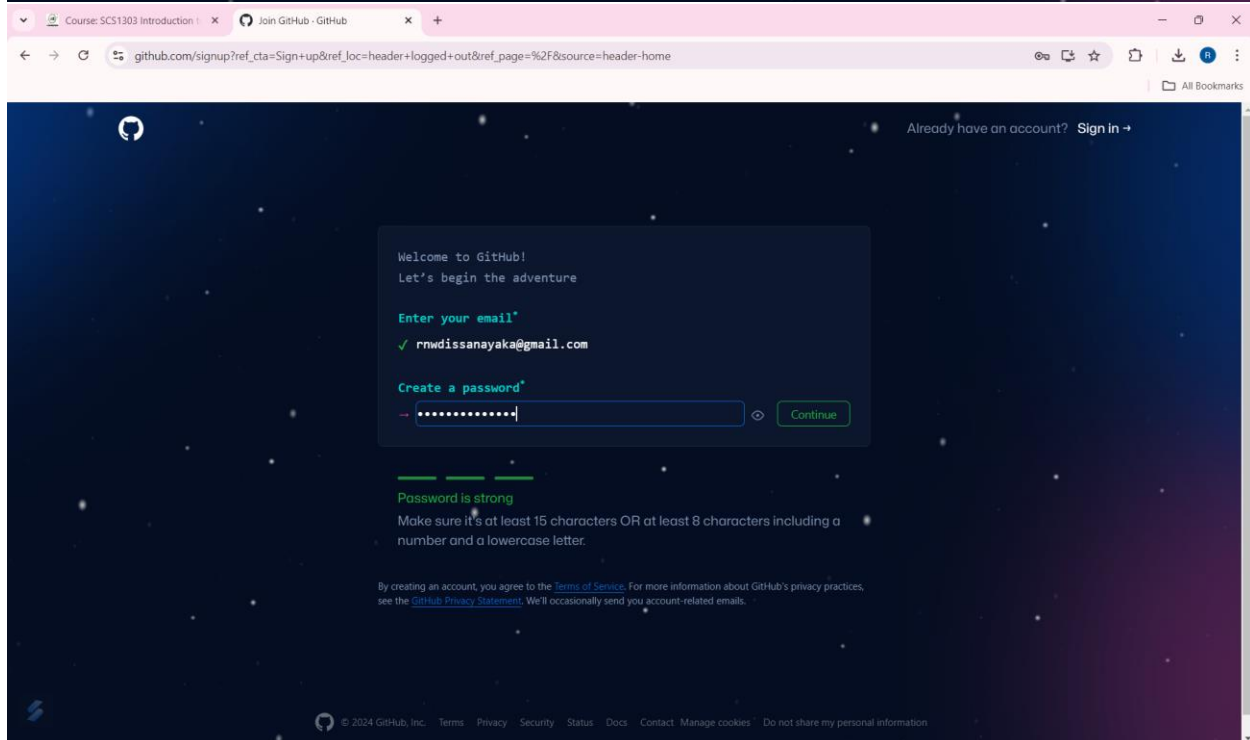 Course: SCS1303 Introduction t
Join GitHub · GitHub
github.com/signup?ref_cta=Sign+up&ref_loc=header+logged+out&ref_page=%2F&source=header-home
B
All Bookmarks
Already have an account? Sign in →
Welcome to GitHub!
Let's begin the adventure
Enter your email*
✓ rnwdissanayaka@gmail.com
Create a password*
→ ••••••••••••••
Continue
Password is strong
Make sure it's at least 15 characters OR at least 8 characters including a
number and a lowercase letter.
By creating an account, you agree to the Terms of Service. For more information about GitHub's privacy practices,
see the GitHub Privacy Statement. We'll occasionally send you account-related emails.
© 2024 GitHub, Inc. Terms Privacy Security Status Docs Contact Manage cookies Do not share my personal information